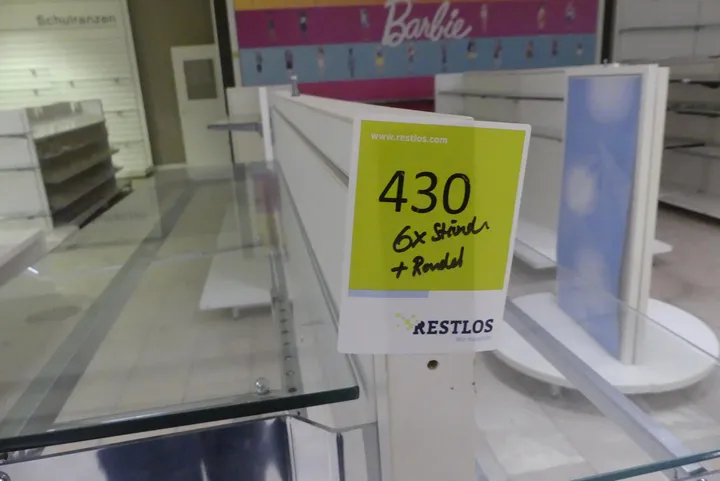 Schulranzen
Barbie
www.restlos.com
430
6x Ständer
+ Rondel
RESTLOS